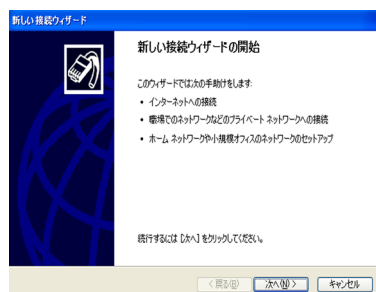 新しい接続ウィザード
新しい接続ウィザードの開始
このウィザードでは次の手助けをします:
• インターネットへの接続
• 職場でのネットワークなどのプライベート ネットワークへの接続
• ホーム ネットワークや小規模オフィスのネットワークのセットアップ
続行するには [次へ] をクリックしてください。
< 戻る(B) 次へ(N) > キャンセル